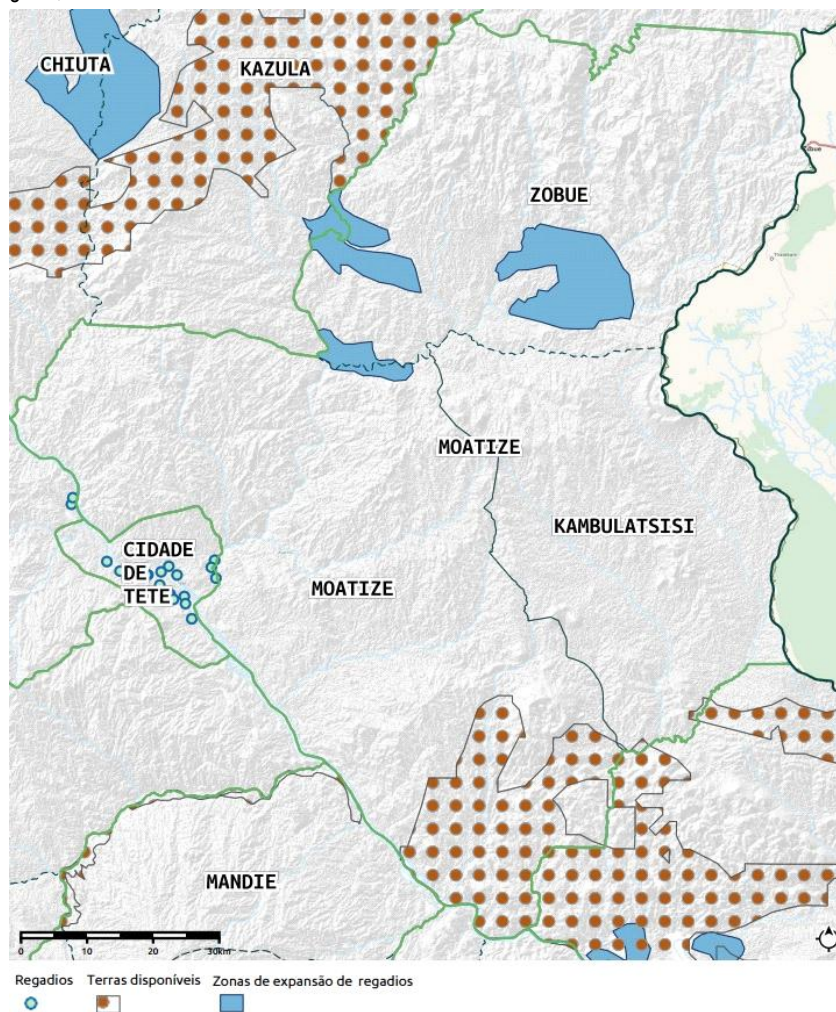 CHIUTA
KAZULA
ZOBUE
MOATIZE
KAMBULATSISI
CIDADE
DE
TETE
MOATIZE
MANDIE
0 10 20 30km
Regadios Terras disponíveis Zonas de expansão de regadios